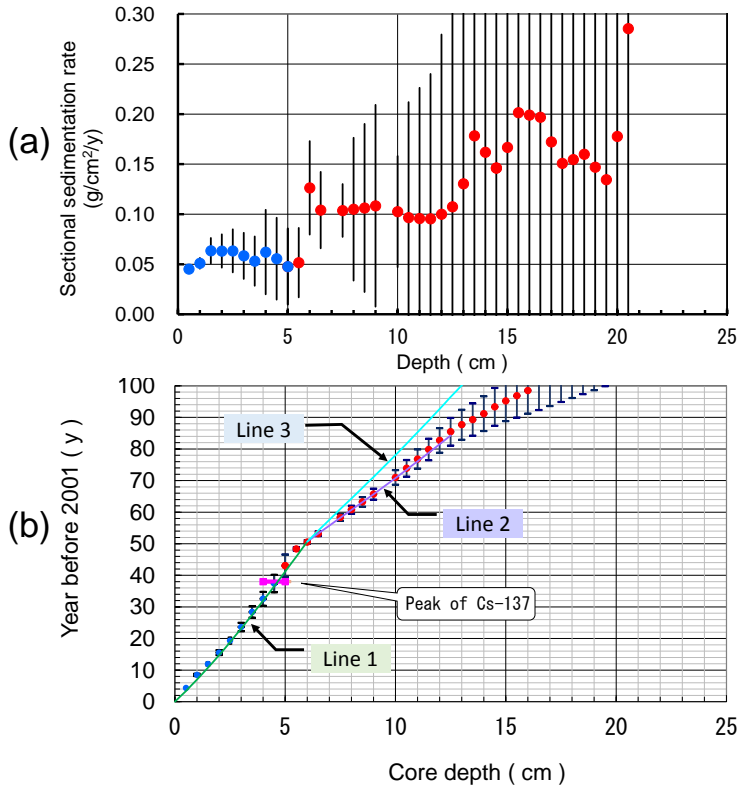 (a)
Sectional sedimentation rate
(g/cm²/y)
0.30
0.25
0.20
0.15
0.10
0.05
0.00
0
5
10
15
20
25
Depth ( cm )
(b)
Year before 2001 ( y )
100
90
80
70
60
50
40
30
20
10
0
Line 3
Line 2
Peak of Cs-137
Line 1
0
5
10
15
20
25
Core depth ( cm )